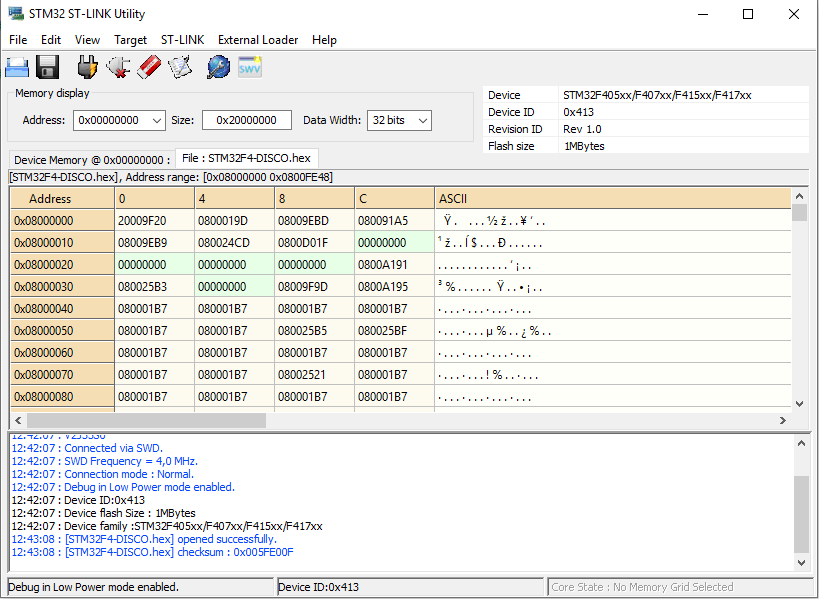 STM32 ST-LINK Utility
File Edit View Target ST-LINK External Loader Help
SWV
Memory display
Address: 0x00000000 Size: 0x20000000 Data Width: 32 bits
Device STM32F405xx/F407xx/F415xx/F417xx
Device ID 0x413
Revision ID Rev 1.0
Flash size 1MBytes
Device Memory @ 0x00000000 : File : STM32F4-DISCO.hex
[STM32F4-DISCO.hex], Address range: [0x08000000 0x0800FE48]
Address 0 4 8 C ASCII
0x08000000 20009F20 0800019D 08009EBD 080091A5 Ÿ. ...½ž..¥‘..
0x08000010 08009EB9 080024CD 0800D01F 00000000 ¹ž..Í$...Ð......
0x08000020 00000000 00000000 00000000 0800A191 ............‘¡..
0x08000030 080025B3 00000000 08009F9D 0800A195 ³%...... Ÿ..•¡..
0x08000040 080001B7 080001B7 080001B7 080001B7 ·...·...·...·...
0x08000050 080001B7 080001B7 080025B5 080025BF ·...·...µ%..¿%..
0x08000060 080001B7 080001B7 080001B7 080001B7 ·...·...·...·...
0x08000070 080001B7 080001B7 08002521 080001B7 ·...·...!%..·...
0x08000080 080001B7 080001B7 080001B7 080001B7 ·...·...·...·...
12:42:07 : V2J35S0
12:42:07 : Connected via SWD.
12:42:07 : SWD Frequency = 4,0 MHz.
12:42:07 : Connection mode : Normal.
12:42:07 : Debug in Low Power mode enabled.
12:42:07 : Device ID:0x413
12:42:07 : Device flash Size : 1MBytes
12:42:07 : Device family :STM32F405xx/F407xx/F415xx/F417xx
12:43:08 : [STM32F4-DISCO.hex] opened successfully.
12:43:08 : [STM32F4-DISCO.hex] checksum : 0x005FE00F
Debug in Low Power mode enabled. Device ID:0x413 Core State : No Memory Grid Selected